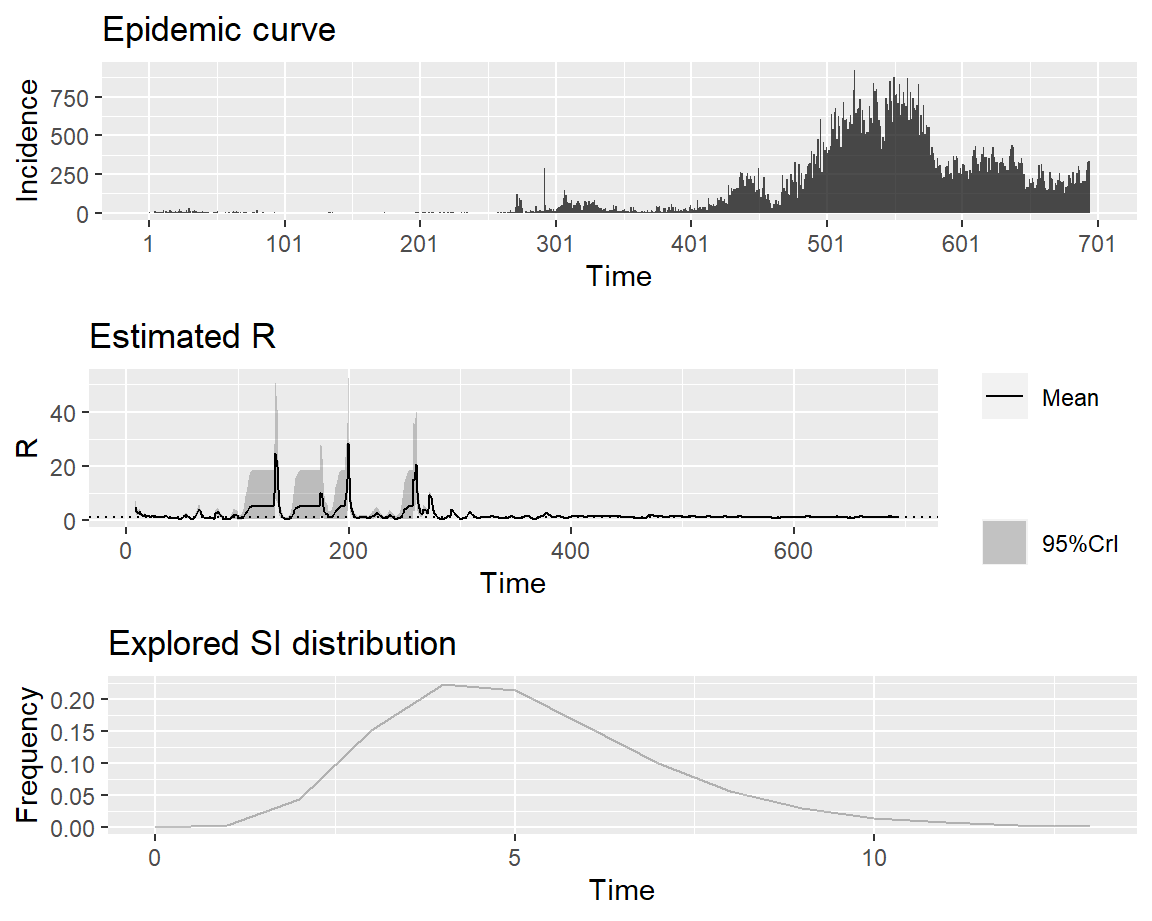 Epidemic curve
Incidence
750
500
250
0
1 101 201 301 401 501 601 701
Time
Estimated R
R
40
20
0
0 200 400 600
Time
Mean
95%CrI
Explored SI distribution
Frequency
0.20
0.15
0.10
0.05
0.00
0 5 10
Time